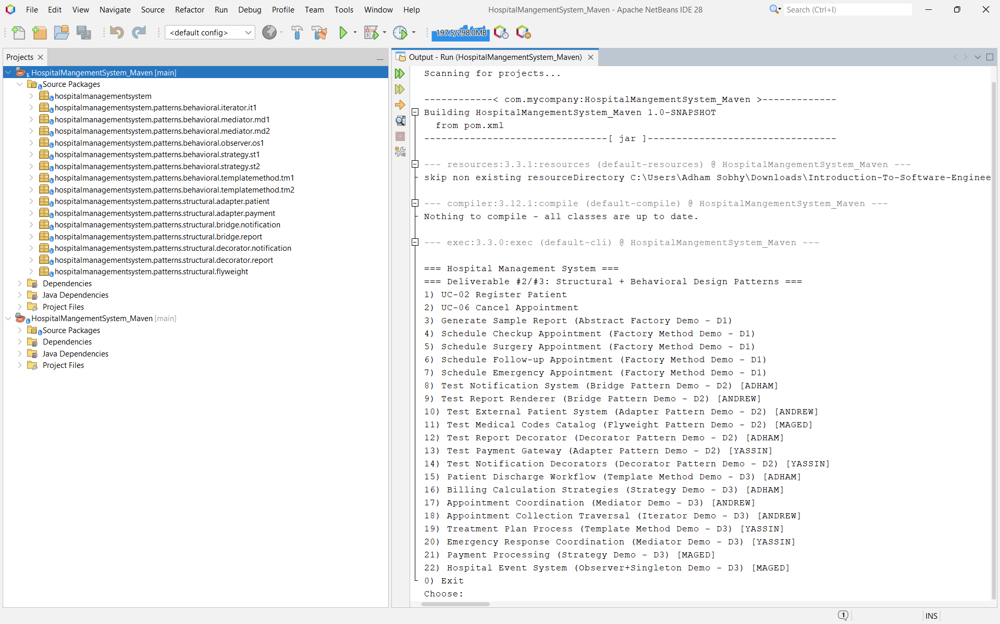 File Edit View Navigate Source Refactor Run Debug Profile Team Tools Window Help
HospitalMangementSystem_Maven - Apache NetBeans IDE 28
Search (Ctrl+I)
<default config>
197.5/298.0MB
Projects
HospitalMangementSystem_Maven [main]
Source Packages
hospitalmanagementsystem
hospitalmanagementsystem.patterns.behavioral.iterator.it1
hospitalmanagementsystem.patterns.behavioral.mediator.md1
hospitalmanagementsystem.patterns.behavioral.mediator.md2
hospitalmanagementsystem.patterns.behavioral.observer.os1
hospitalmanagementsystem.patterns.behavioral.strategy.st1
hospitalmanagementsystem.patterns.behavioral.strategy.st2
hospitalmanagementsystem.patterns.behavioral.templatemethod.tm1
hospitalmanagementsystem.patterns.behavioral.templatemethod.tm2
hospitalmanagementsystem.patterns.structural.adapter.patient
hospitalmanagementsystem.patterns.structural.adapter.payment
hospitalmanagementsystem.patterns.structural.bridge.notification
hospitalmanagementsystem.patterns.structural.bridge.report
hospitalmanagementsystem.patterns.structural.decorator.notification
hospitalmanagementsystem.patterns.structural.decorator.report
hospitalmanagementsystem.patterns.structural.flyweight
Dependencies
Java Dependencies
Project Files
HospitalMangementSystem_Maven [main]
Source Packages
Dependencies
Java Dependencies
Project Files
Output - Run (HospitalMangementSystem_Maven)
Scanning for projects...
------------< com.mycompany:HospitalMangementSystem_Maven >-------------
Building HospitalMangementSystem_Maven 1.0-SNAPSHOT
from pom.xml
--------------------------------[ jar ]---------------------------------
--- resources:3.3.1:resources (default-resources) @ HospitalMangementSystem_Maven ---
skip non existing resourceDirectory C:\Users\Adham Sobhy\Downloads\Introduction-To-Software-Enginee
--- compiler:3.12.1:compile (default-compile) @ HospitalMangementSystem_Maven ---
Nothing to compile - all classes are up to date.
--- exec:3.3.0:exec (default-cli) @ HospitalMangementSystem_Maven ---
=== Hospital Management System ===
=== Deliverable #2/#3: Structural + Behavioral Design Patterns ===
1) UC-02 Register Patient
2) UC-06 Cancel Appointment
3) Generate Sample Report (Abstract Factory Demo - D1)
4) Schedule Checkup Appointment (Factory Method Demo - D1)
5) Schedule Surgery Appointment (Factory Method Demo - D1)
6) Schedule Follow-up Appointment (Factory Method Demo - D1)
7) Schedule Emergency Appointment (Factory Method Demo - D1)
8) Test Notification System (Bridge Pattern Demo - D2) [ADHAM]
9) Test Report Renderer (Bridge Pattern Demo - D2) [ANDREW]
10) Test External Patient System (Adapter Pattern Demo - D2) [ANDREW]
11) Test Medical Codes Catalog (Flyweight Pattern Demo - D2) [MAGED]
12) Test Report Decorator (Decorator Pattern Demo - D2) [ADHAM]
13) Test Payment Gateway (Adapter Pattern Demo - D2) [YASSIN]
14) Test Notification Decorators (Decorator Pattern Demo - D2) [YASSIN]
15) Patient Discharge Workflow (Template Method Demo - D3) [ADHAM]
16) Billing Calculation Strategies (Strategy Demo - D3) [ADHAM]
17) Appointment Coordination (Mediator Demo - D3) [ANDREW]
18) Appointment Collection Traversal (Iterator Demo - D3) [ANDREW]
19) Treatment Plan Process (Template Method Demo - D3) [YASSIN]
20) Emergency Response Coordination (Mediator Demo - D3) [YASSIN]
21) Payment Processing (Strategy Demo - D3) [MAGED]
22) Hospital Event System (Observer+Singleton Demo - D3) [MAGED]
0) Exit
Choose:
1
INS